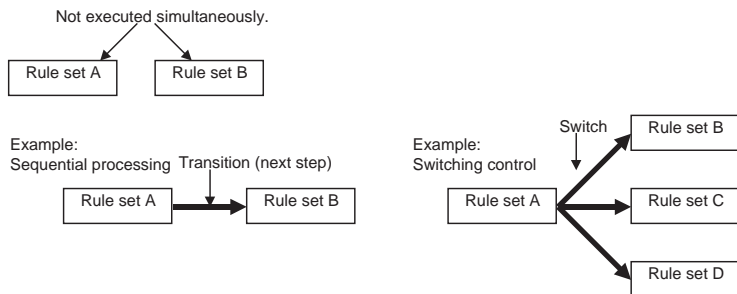 Not executed simultaneously.
Rule set A
Rule set B
Example:
Sequential processing
Transition (next step)
Rule set A
Rule set B
Example:
Switching control
Switch
Rule set A
Rule set B
Rule set C
Rule set D